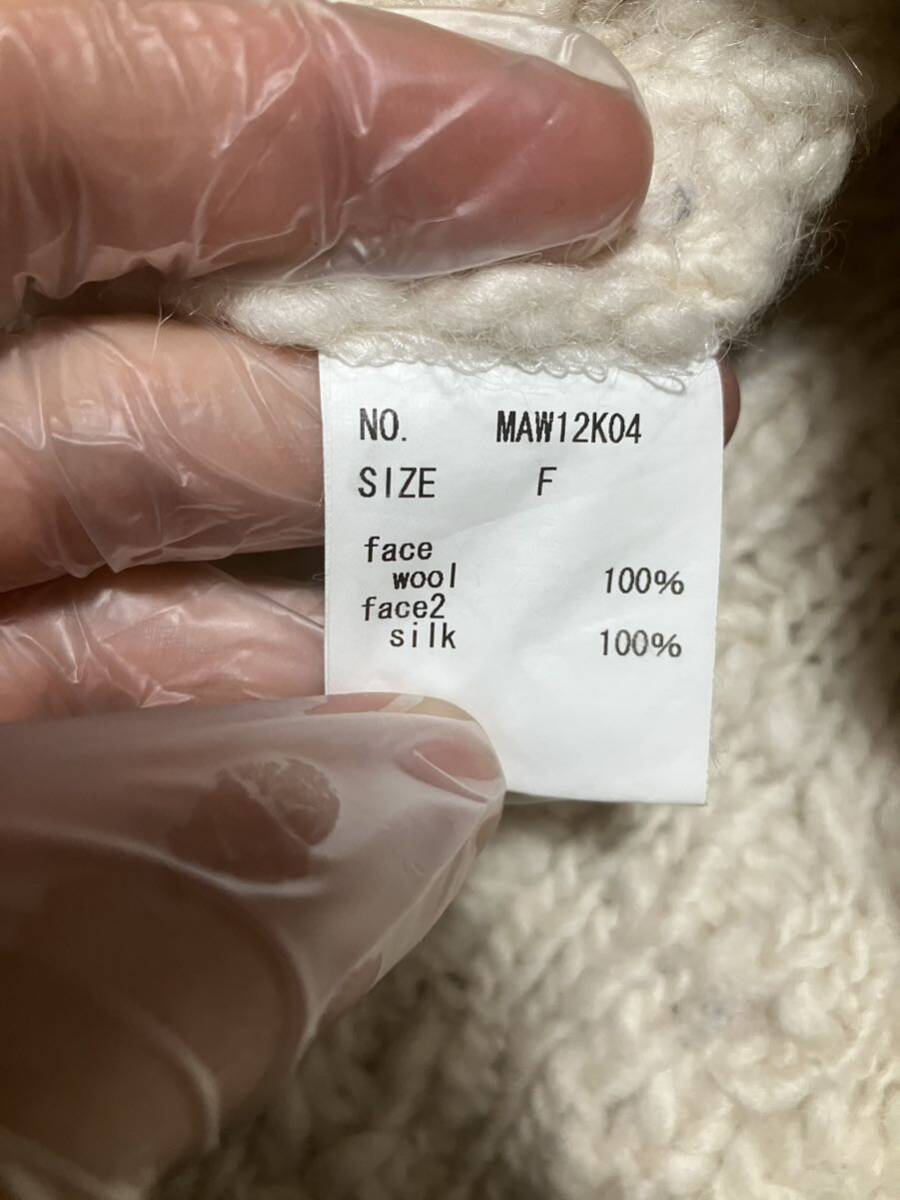 NO. MAW12K04
SIZE F
face
wool 100%
face2
silk 100%